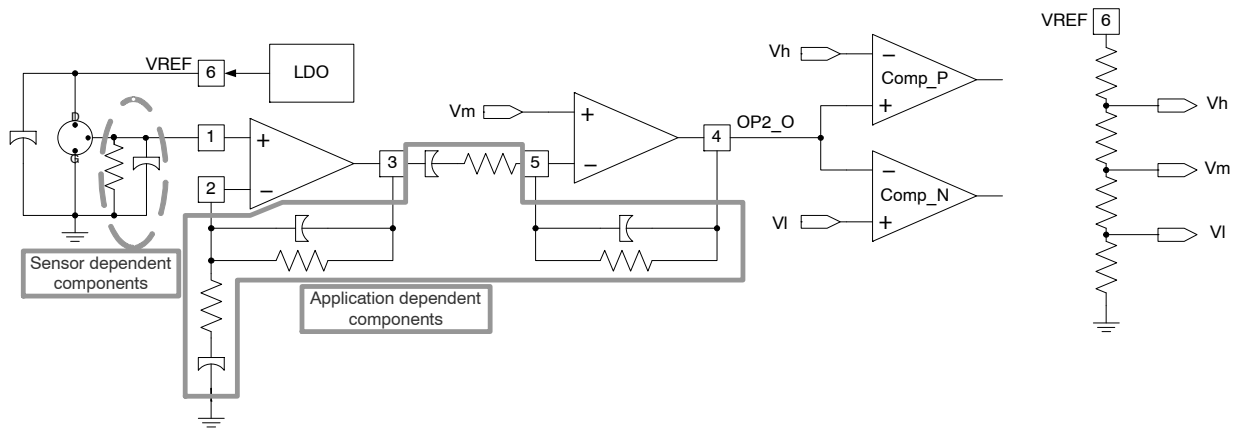 VREF 6
LDO
D
G
1
+
2
−
3
Sensor dependent
components
Application dependent
components
Vm
+
5
−
4
OP2_O
Vh
−
Comp_P
+
−
Comp_N
Vl
+
VREF 6
Vh
Vm
Vl